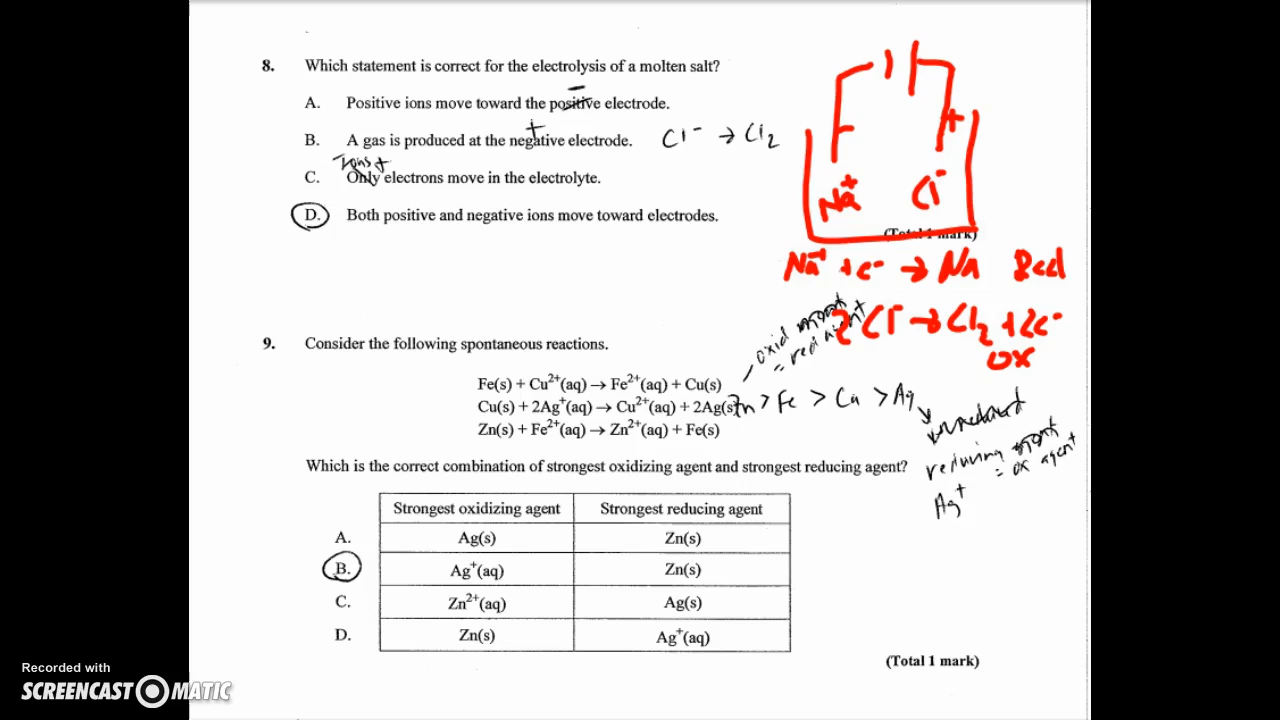 8. Which statement is correct for the electrolysis of a molten salt?
−
A. Positive ions move toward the positive electrode.
+
B. A gas is produced at the negative electrode. Cl⁻ → Cl₂
ions +
C. Only electrons move in the electrolyte.
D. Both positive and negative ions move toward electrodes.
− +
Na⁺ Cl⁻
(Total 1 mark)
Na⁺ + e⁻ → Na Red
2Cl⁻ → Cl₂ + 2e⁻
ox
9. Consider the following spontaneous reactions.
oxid most
= red agent
Fe(s) + Cu²⁺(aq) → Fe²⁺(aq) + Cu(s)
Cu(s) + 2Ag⁺(aq) → Cu²⁺(aq) + 2Ag(s)
Zn > Fe > Cu > Ag
Zn(s) + Fe²⁺(aq) → Zn²⁺(aq) + Fe(s)
reducing most
= ox agent
Ag⁺
Which is the correct combination of strongest oxidizing agent and strongest reducing agent?
Strongest oxidizing agent Strongest reducing agent
A. Ag(s) Zn(s)
B. Ag⁺(aq) Zn(s)
C. Zn²⁺(aq) Ag(s)
D. Zn(s) Ag⁺(aq)
(Total 1 mark)
Recorded with
SCREENCAST MATIC